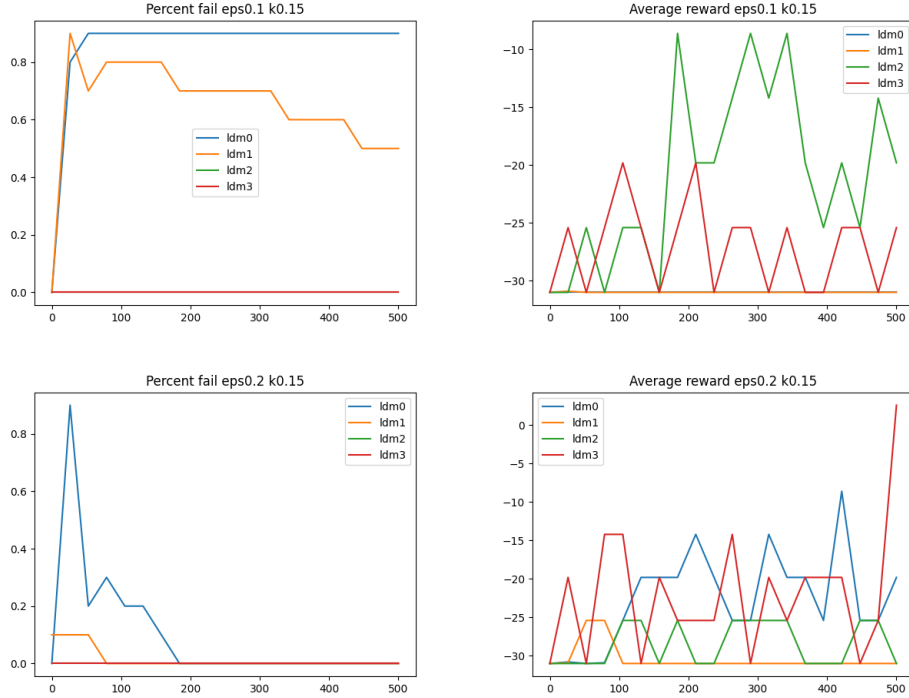 Percent fail eps0.1 k0.15
0.8
0.6
0.4
0.2
0.0
ldm0
ldm1
ldm2
ldm3
0 100 200 300 400 500
Average reward eps0.1 k0.15
−10
−15
−20
−25
−30
ldm0
ldm1
ldm2
ldm3
0 100 200 300 400 500
Percent fail eps0.2 k0.15
0.8
0.6
0.4
0.2
0.0
ldm0
ldm1
ldm2
ldm3
0 100 200 300 400 500
Average reward eps0.2 k0.15
0
−5
−10
−15
−20
−25
−30
ldm0
ldm1
ldm2
ldm3
0 100 200 300 400 500